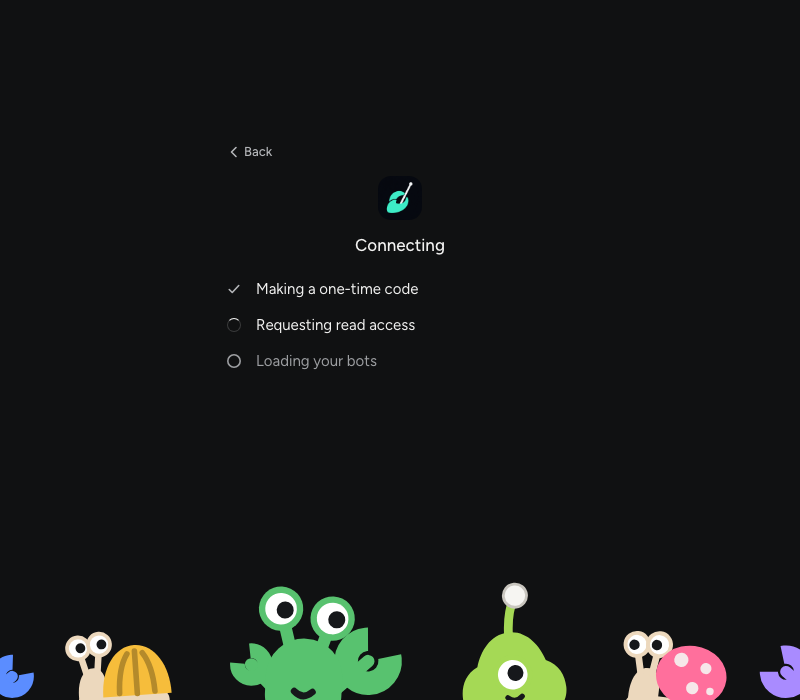 Back
Connecting
Making a one-time code
Requesting read access
Loading your bots